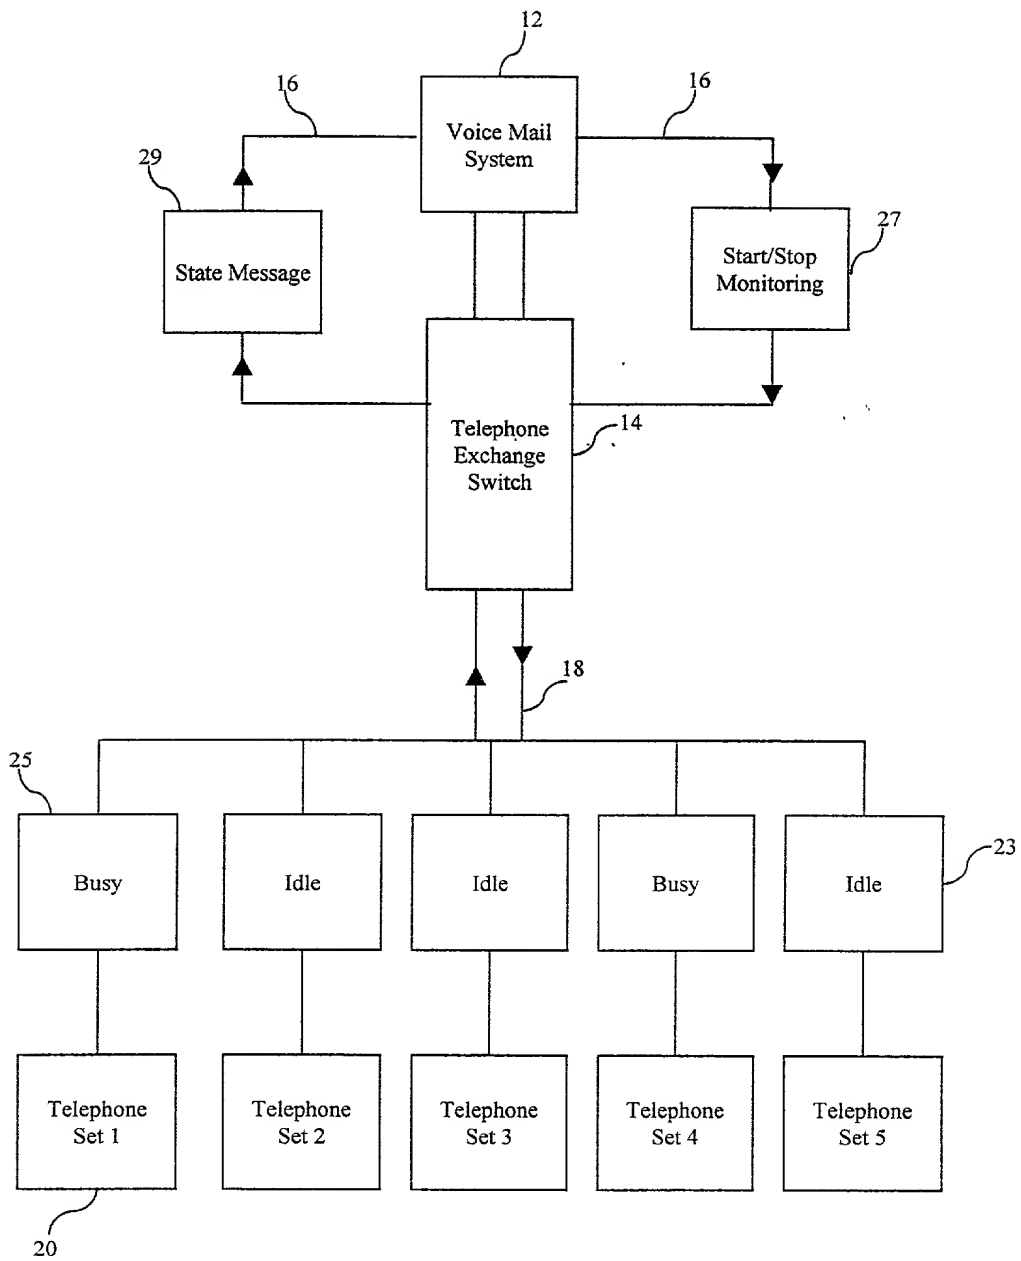 12
16
16
Voice Mail
System
29
27
State Message
Start/Stop
Monitoring
14
Telephone
Exchange
Switch
18
25
23
Busy
Idle
Idle
Busy
Idle
Telephone
Set 1
Telephone
Set 2
Telephone
Set 3
Telephone
Set 4
Telephone
Set 5
20